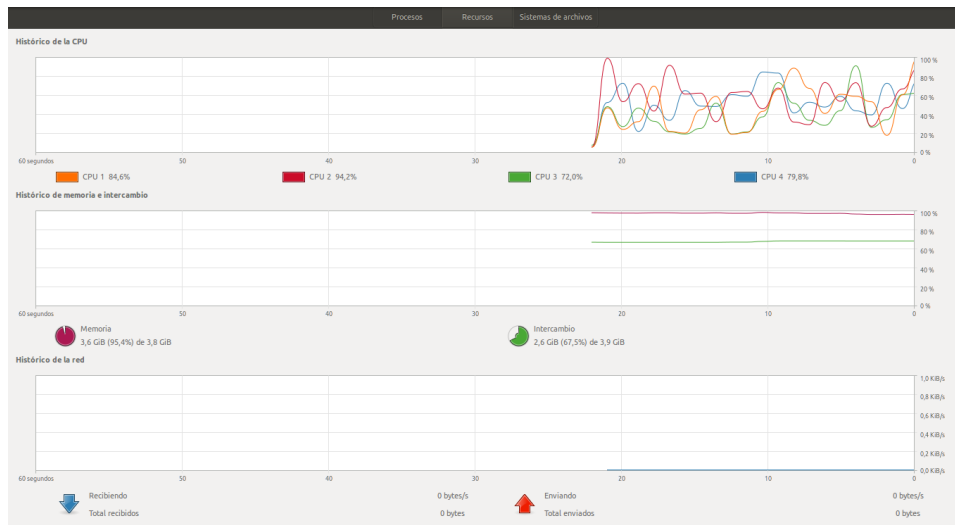 Procesos Recursos Sistemas de archivos
Histórico de la CPU
100 %
80 %
60 %
40 %
20 %
0 %
60 segundos 50 40 30 20 10 0
CPU 1 84,6% CPU 2 94,2% CPU 3 72,0% CPU 4 79,8%
Histórico de memoria e intercambio
100 %
80 %
60 %
40 %
20 %
0 %
60 segundos 50 40 30 20 10 0
Memoria Intercambio
3,6 GiB (95,4%) de 3,8 GiB 2,6 GiB (67,5%) de 3,9 GiB
Histórico de la red
1,0 KiB/s
0,8 KiB/s
0,6 KiB/s
0,4 KiB/s
0,2 KiB/s
0,0 KiB/s
60 segundos 50 40 30 20 10 0
Recibiendo 0 bytes/s Enviando 0 bytes/s
Total recibidos 0 bytes Total enviados 0 bytes